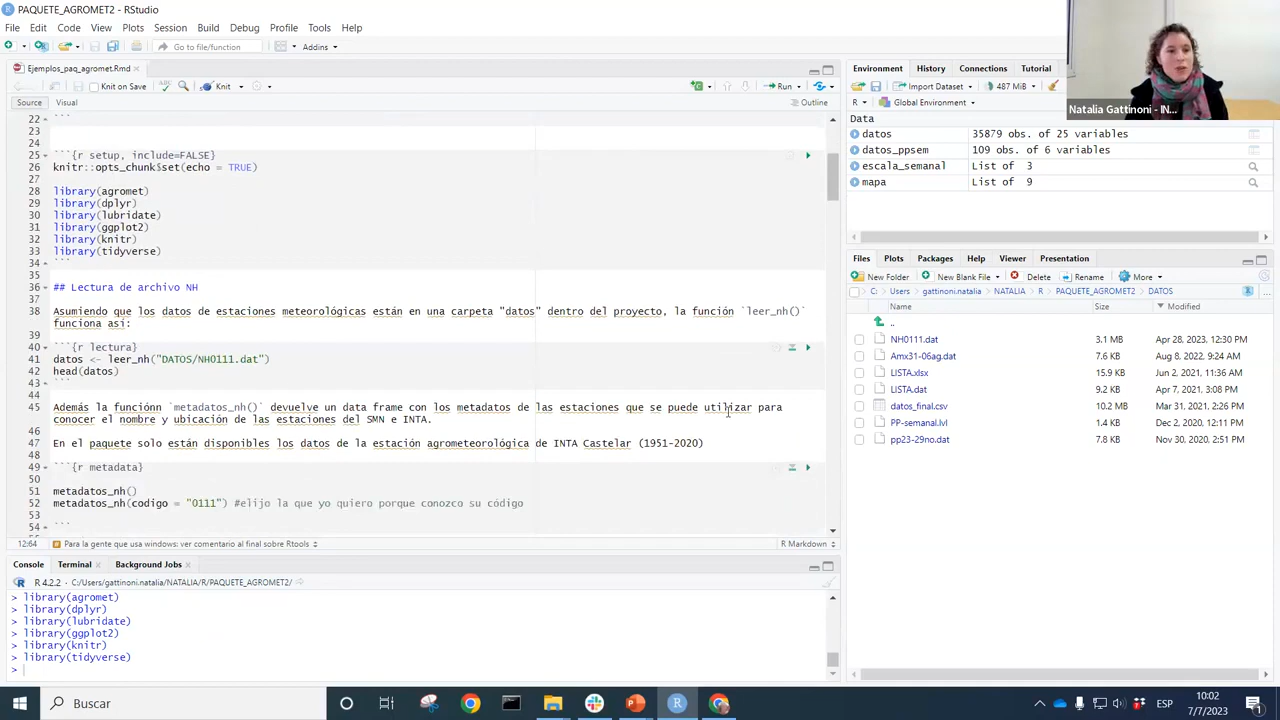 PAQUETE_AGROMET2 - RStudio
File Edit Code View Plots Session Build Debug Profile Tools Help
Go to file/function Addins
Ejemplos_paq_agromet.Rmd
Knit on Save Knit Run
Source Visual Outline
22 ```
23
24
25 ```{r setup, include=FALSE}
26 knitr::opts_chunk$set(echo = TRUE)
27
28 library(agromet)
29 library(dplyr)
30 library(lubridate)
31 library(ggplot2)
32 library(knitr)
33 library(tidyverse)
34 ```
35
36 ## Lectura de archivo NH
37
38 Asumiendo que los datos de estaciones meteorológicas están en una carpeta "datos" dentro del proyecto, la función `leer_nh()`
funciona así:
39
40 ```{r lectura}
41 datos <- leer_nh("DATOS/NH0111.dat")
42 head(datos)
43 ```
44
45 Además la funciónn `metadatos_nh()` devuelve un data frame con los metadatos de las estaciones que se puede utilizar para
conocer el nombre y ubicación de las estaciones del SMN e INTA.
46
47 En el paquete solo están disponibles los datos de la estación agrometeorológica de INTA Castelar (1951-2020)
48
49 ```{r metadata}
50
51 metadatos_nh()
52 metadatos_nh(codigo = "0111") #elijo la que yo quiero porque conozco su código
53
54 ```
12:64 Para la gente que usa windows: ver comentario al final sobre Rtools R Markdown
Console Terminal Background Jobs
R 4.2.2 · C:/Users/gattinoni.natalia/NATALIA/R/PAQUETE_AGROMET2/
> library(agromet)
> library(dplyr)
> library(lubridate)
> library(ggplot2)
> library(knitr)
> library(tidyverse)
>
Environment History Connections Tutorial
Import Dataset 487 MiB
R Global Environment
Data
datos 35879 obs. of 25 variables
datos_ppsem 109 obs. of 6 variables
escala_semanal List of 3
mapa List of 9
Natalia Gattinoni - IN...
Files Plots Packages Help Viewer Presentation
New Folder New Blank File Delete Rename More
C: Users gattinoni.natalia NATALIA R PAQUETE_AGROMET2 DATOS ...
Name Size Modified
..
NH0111.dat 3.1 MB Apr 28, 2023, 12:30 PM
Amx31-06ag.dat 7.6 KB Aug 8, 2022, 9:24 AM
LISTA.xlsx 15.9 KB Jun 2, 2021, 11:36 AM
LISTA.dat 9.2 KB Apr 7, 2021, 3:08 PM
datos_final.csv 10.2 MB Mar 31, 2021, 2:26 PM
PP-semanal.lvl 1.4 KB Dec 2, 2020, 12:11 PM
pp23-29no.dat 7.8 KB Nov 30, 2020, 2:51 PM
Buscar
ESP
10:02
7/7/2023
1